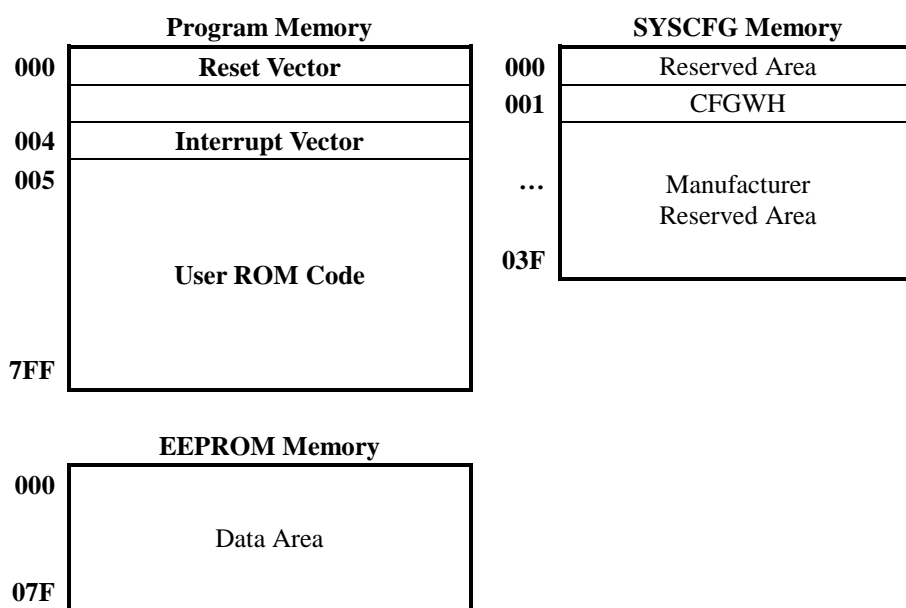 Program Memory
000 Reset Vector
004 Interrupt Vector
005
User ROM Code
7FF
SYSCFG Memory
000 Reserved Area
001 CFGWH
...
Manufacturer
Reserved Area
03F
EEPROM Memory
000
Data Area
07F